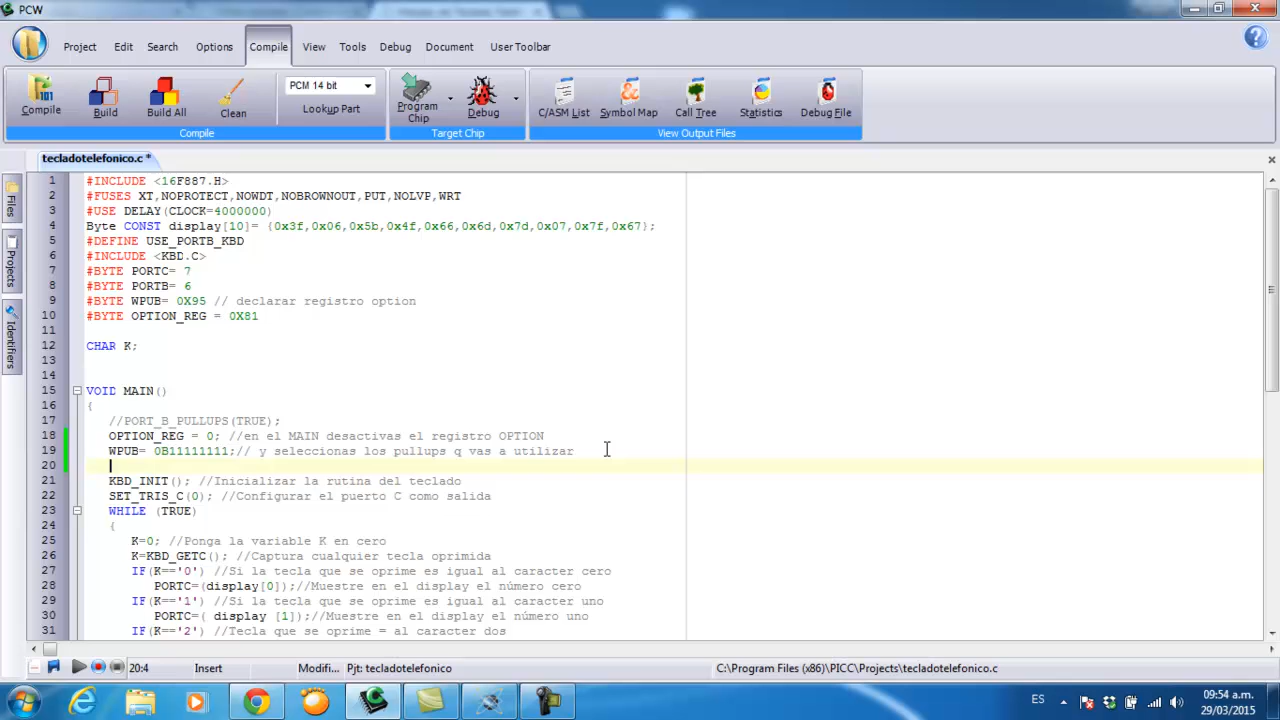 PCW
Project Edit Search Options Compile View Tools Debug Document User Toolbar
Compile Build Build All Clean PCM 14 bit Lookup Part Program Chip Debug C/ASM List Symbol Map Call Tree Statistics Debug File
Compile Target Chip View Output Files
tecladotelefonico.c *
Files
Projects
Identifiers
1 #INCLUDE <16F887.H>
2 #FUSES XT,NOPROTECT,NOWDT,NOBROWNOUT,PUT,NOLVP,WRT
3 #USE DELAY(CLOCK=4000000)
4 Byte CONST display[10]= {0x3f,0x06,0x5b,0x4f,0x66,0x6d,0x7d,0x07,0x7f,0x67};
5 #DEFINE USE_PORTB_KBD
6 #INCLUDE <KBD.C>
7 #BYTE PORTC= 7
8 #BYTE PORTB= 6
9 #BYTE WPUB= 0X95 // declarar registro option
10 #BYTE OPTION_REG = 0X81
11
12 CHAR K;
13
14
15 VOID MAIN()
16 {
17 //PORT_B_PULLUPS(TRUE);
18 OPTION_REG = 0; //en el MAIN desactivas el registro OPTION
19 WPUB= 0B11111111;// y seleccionas los pullups q vas a utilizar
20
21 KBD_INIT(); //Inicializar la rutina del teclado
22 SET_TRIS_C(0); //Configurar el puerto C como salida
23 WHILE (TRUE)
24 {
25 K=0; //Ponga la variable K en cero
26 K=KBD_GETC(); //Captura cualquier tecla oprimida
27 IF(K=='0') //Si la tecla que se oprime es igual al caracter cero
28 PORTC=(display[0]);//Muestre en el display el número cero
29 IF(K=='1') //Si la tecla que se oprime es igual al caracter uno
30 PORTC=( display [1]);//Muestre en el display el número uno
31 IF(K=='2') //Tecla que se oprime = al caracter dos
20:4 Insert Modifi... Pjt: tecladotelefonico C:\Program Files (x86)\PICC\Projects\tecladotelefonico.c
ES 09:54 a.m.
29/03/2015